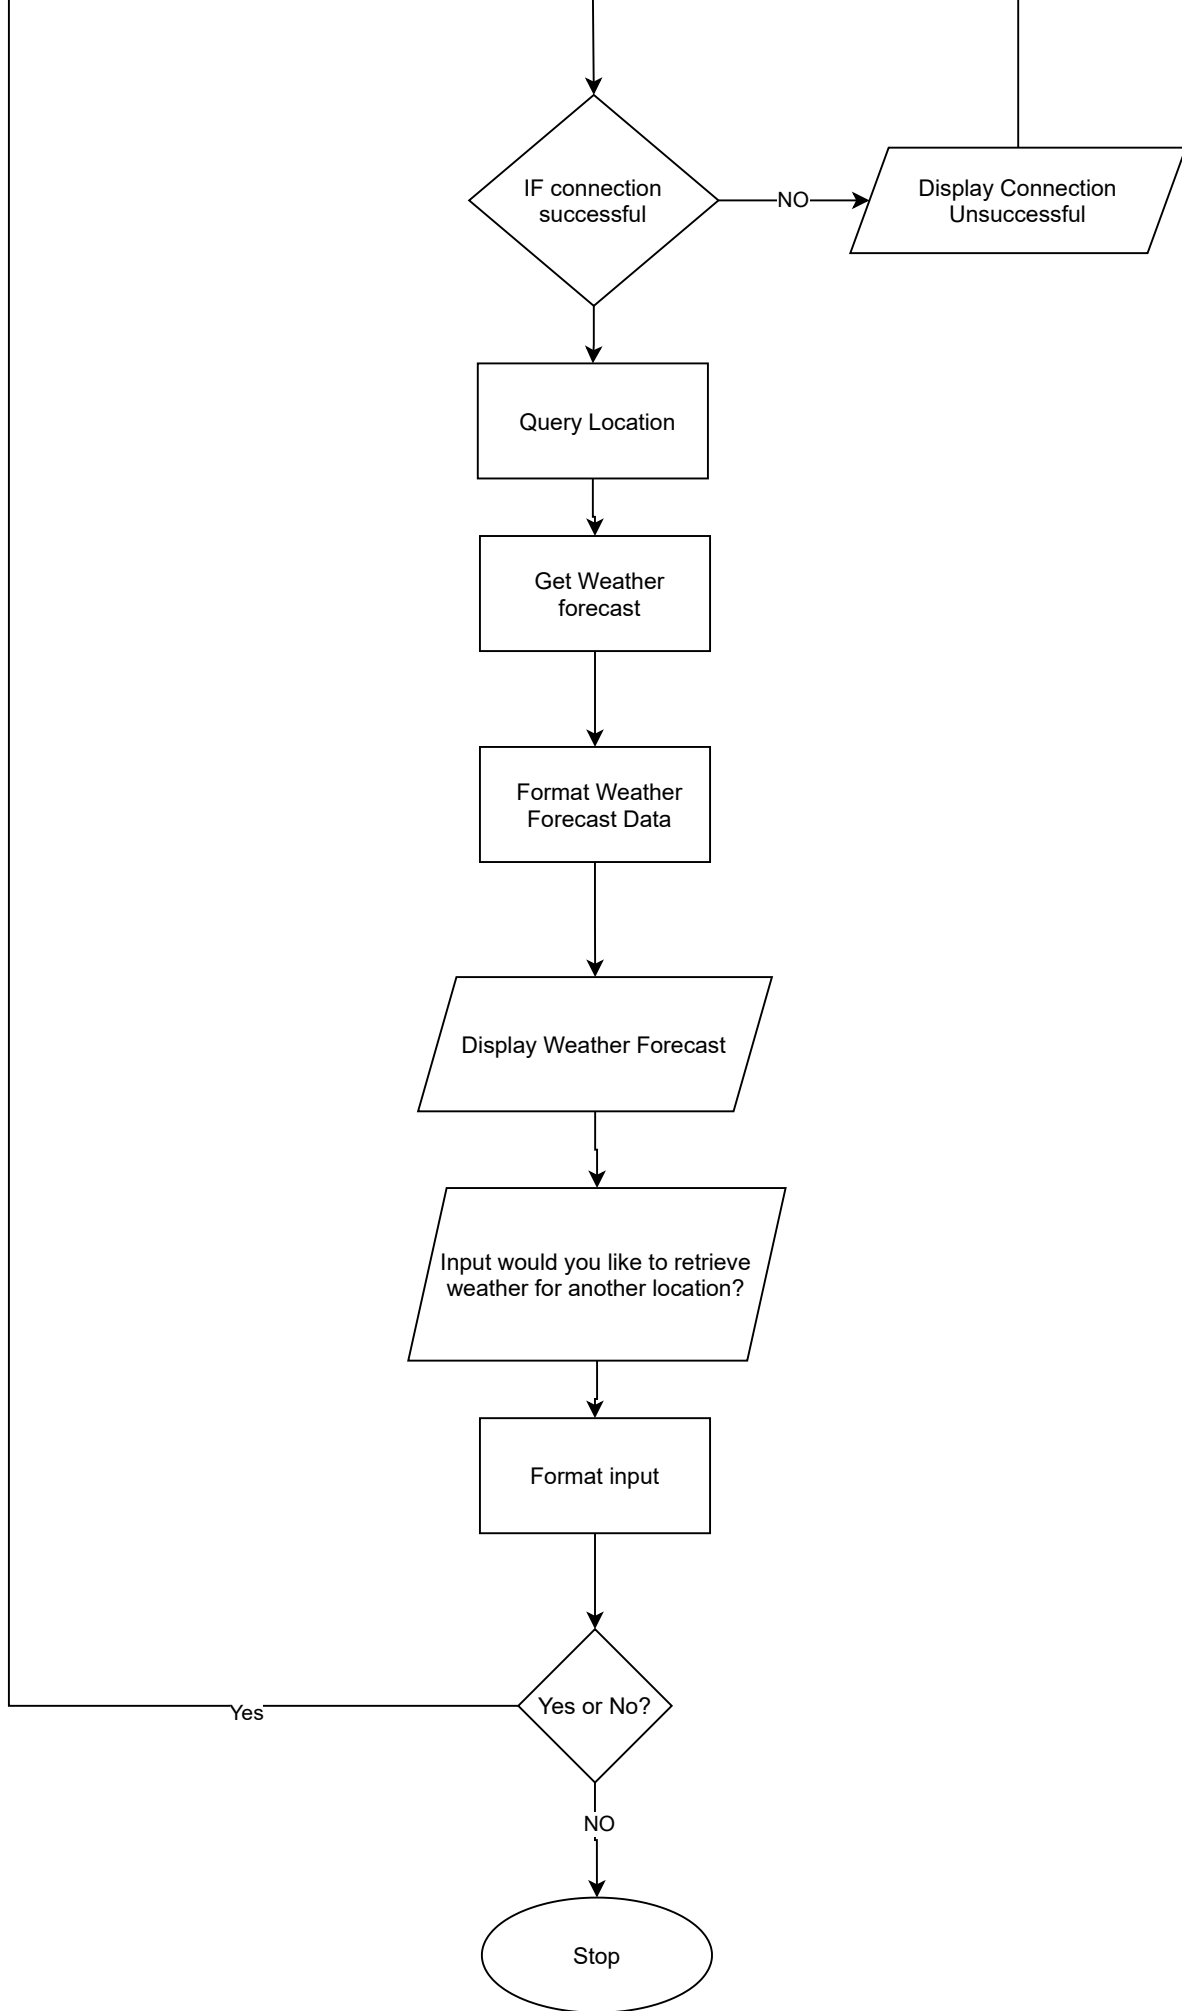 IF connection
successful
NO
Display Connection
Unsuccessful
Query Location
Get Weather
forecast
Format Weather
Forecast Data
Display Weather Forecast
Input would you like to retrieve
weather for another location?
Format input
Yes or No?
Yes
NO
Stop